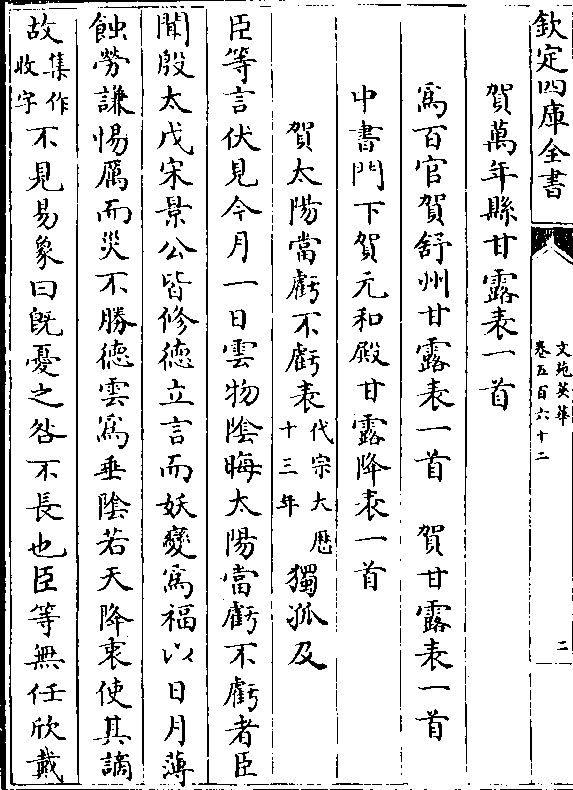 欽定四庫全書
文苑英華
卷五百六十二
二
賀萬年縣甘露表一首
爲百官賀舒州甘露表一首　賀甘露表一首
中書門下賀元和殿甘露降表一首
賀太陽當虧不虧表代宗大厯十三年　獨孤及
臣等言伏見今月一日雲物陰晦太陽當虧不虧者臣
聞殷太戊宋景公皆修德立言而妖變爲福以日月薄
蝕勞謙惕厲而災不勝德雲爲垂陰若天降衷使其謫
故集作收字不見易象曰旣憂之咎不長也臣等無任欣戴